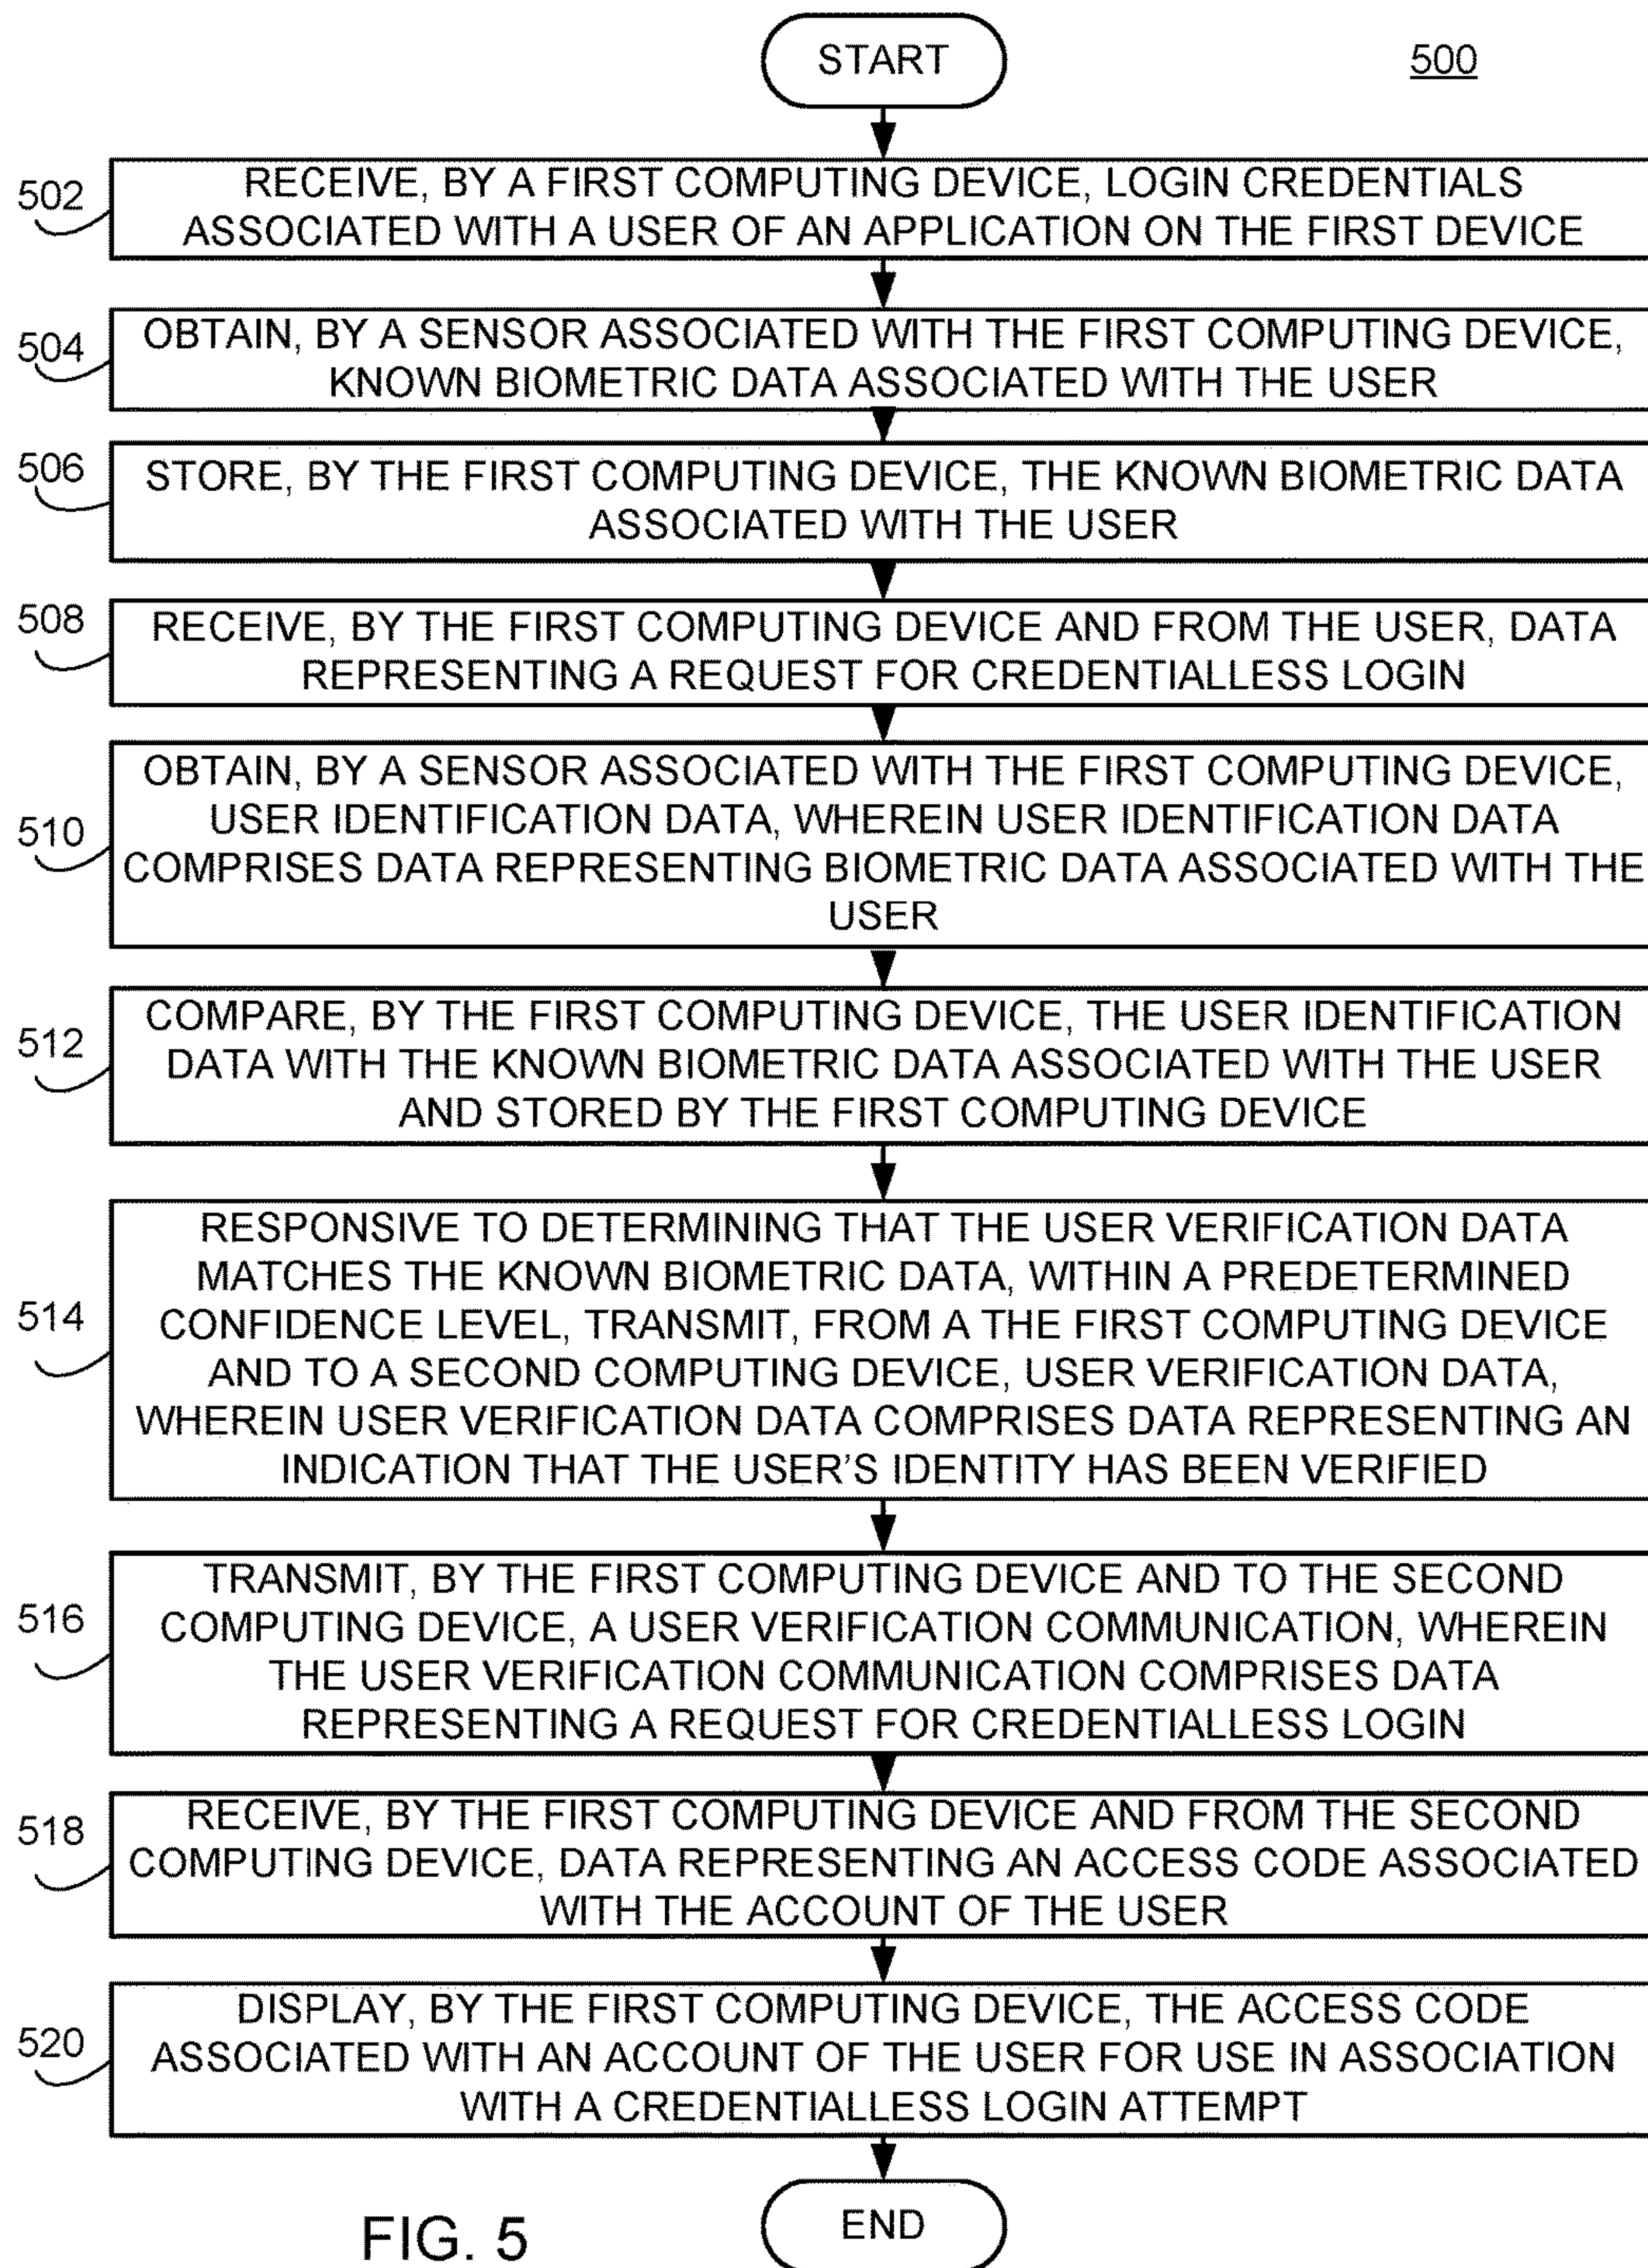 START
500
502
RECEIVE, BY A FIRST COMPUTING DEVICE, LOGIN CREDENTIALS
ASSOCIATED WITH A USER OF AN APPLICATION ON THE FIRST DEVICE
504
OBTAIN, BY A SENSOR ASSOCIATED WITH THE FIRST COMPUTING DEVICE,
KNOWN BIOMETRIC DATA ASSOCIATED WITH THE USER
506
STORE, BY THE FIRST COMPUTING DEVICE, THE KNOWN BIOMETRIC DATA
ASSOCIATED WITH THE USER
508
RECEIVE, BY THE FIRST COMPUTING DEVICE AND FROM THE USER, DATA
REPRESENTING A REQUEST FOR CREDENTIALLESS LOGIN
510
OBTAIN, BY A SENSOR ASSOCIATED WITH THE FIRST COMPUTING DEVICE,
USER IDENTIFICATION DATA, WHEREIN USER IDENTIFICATION DATA
COMPRISES DATA REPRESENTING BIOMETRIC DATA ASSOCIATED WITH THE
USER
512
COMPARE, BY THE FIRST COMPUTING DEVICE, THE USER IDENTIFICATION
DATA WITH THE KNOWN BIOMETRIC DATA ASSOCIATED WITH THE USER
AND STORED BY THE FIRST COMPUTING DEVICE
514
RESPONSIVE TO DETERMINING THAT THE USER VERIFICATION DATA
MATCHES THE KNOWN BIOMETRIC DATA, WITHIN A PREDETERMINED
CONFIDENCE LEVEL, TRANSMIT, FROM A THE FIRST COMPUTING DEVICE
AND TO A SECOND COMPUTING DEVICE, USER VERIFICATION DATA,
WHEREIN USER VERIFICATION DATA COMPRISES DATA REPRESENTING AN
INDICATION THAT THE USER'S IDENTITY HAS BEEN VERIFIED
516
TRANSMIT, BY THE FIRST COMPUTING DEVICE AND TO THE SECOND
COMPUTING DEVICE, A USER VERIFICATION COMMUNICATION, WHEREIN
THE USER VERIFICATION COMMUNICATION COMPRISES DATA
REPRESENTING A REQUEST FOR CREDENTIALLESS LOGIN
518
RECEIVE, BY THE FIRST COMPUTING DEVICE AND FROM THE SECOND
COMPUTING DEVICE, DATA REPRESENTING AN ACCESS CODE ASSOCIATED
WITH THE ACCOUNT OF THE USER
520
DISPLAY, BY THE FIRST COMPUTING DEVICE, THE ACCESS CODE
ASSOCIATED WITH AN ACCOUNT OF THE USER FOR USE IN ASSOCIATION
WITH A CREDENTIALLESS LOGIN ATTEMPT
END
FIG. 5